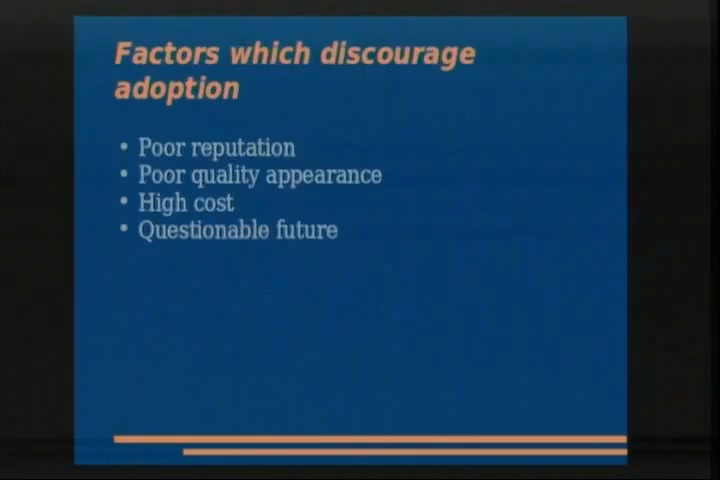 Factors which discourage
adoption
• Poor reputation
• Poor quality appearance
• High cost
• Questionable future